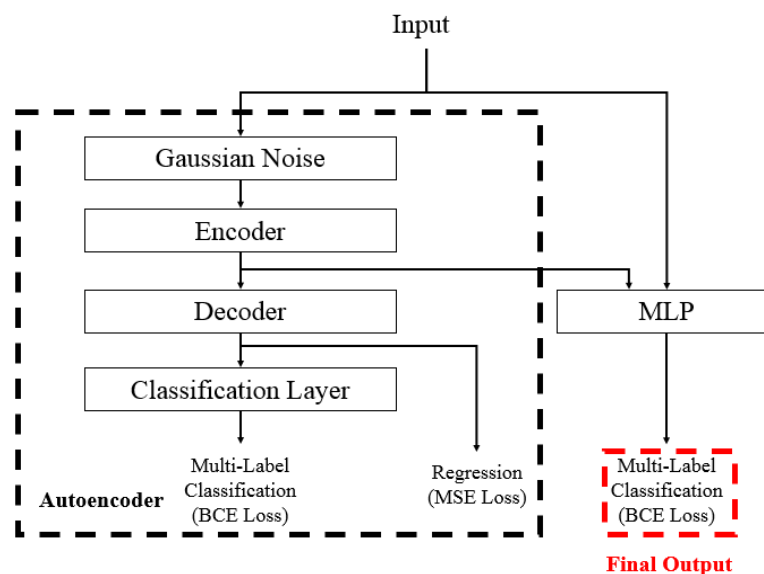 Input
Gaussian Noise
Encoder
Decoder
MLP
Classification Layer
Multi-Label
Classification
(BCE Loss)
Regression
(MSE Loss)
Autoencoder
Multi-Label
Classification
(BCE Loss)
Final Output